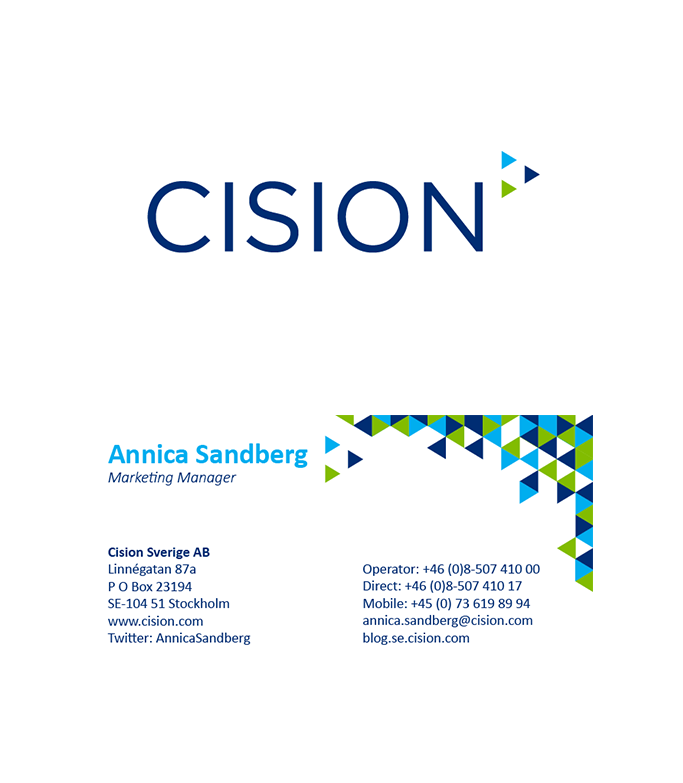 CISION
Annica Sandberg
Marketing Manager
Cision Sverige AB
Linnégatan 87a
P O Box 23194
SE-104 51 Stockholm
www.cision.com
Twitter: AnnicaSandberg
Operator: +46 (0)8-507 410 00
Direct: +46 (0)8-507 410 17
Mobile: +45 (0) 73 619 89 94
annica.sandberg@cision.com
blog.se.cision.com